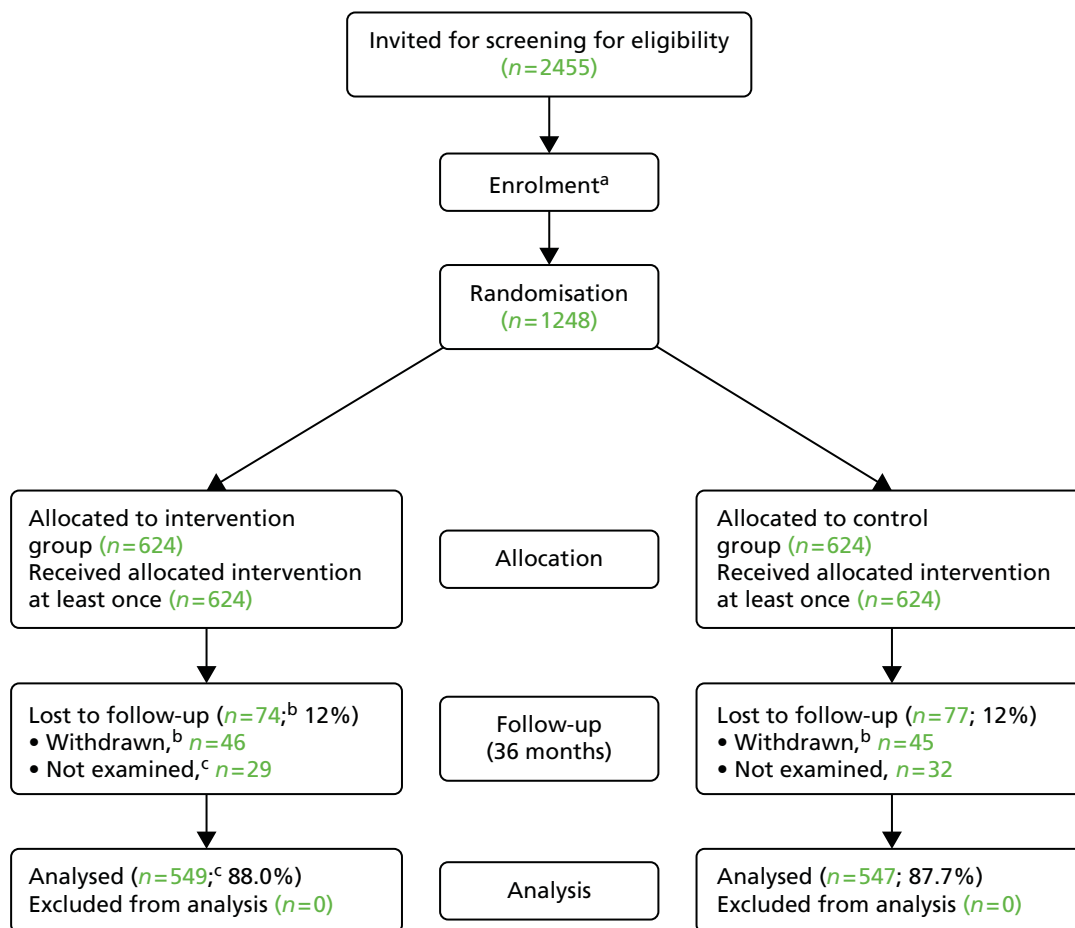 Invited for screening for eligibility
(n=2455)
Enrolmentᵃ
Randomisation
(n=1248)
Allocated to intervention
group (n=624)
Received allocated intervention
at least once (n=624)
Allocation
Allocated to control
group (n=624)
Received allocated intervention
at least once (n=624)
Lost to follow-up (n=74;ᵇ 12%)
• Withdrawn,ᵇ n=46
• Not examined,ᶜ n=29
Follow-up
(36 months)
Lost to follow-up (n=77; 12%)
• Withdrawn,ᵇ n=45
• Not examined, n=32
Analysed (n=549;ᶜ 88.0%)
Excluded from analysis (n=0)
Analysis
Analysed (n=547; 87.7%)
Excluded from analysis (n=0)